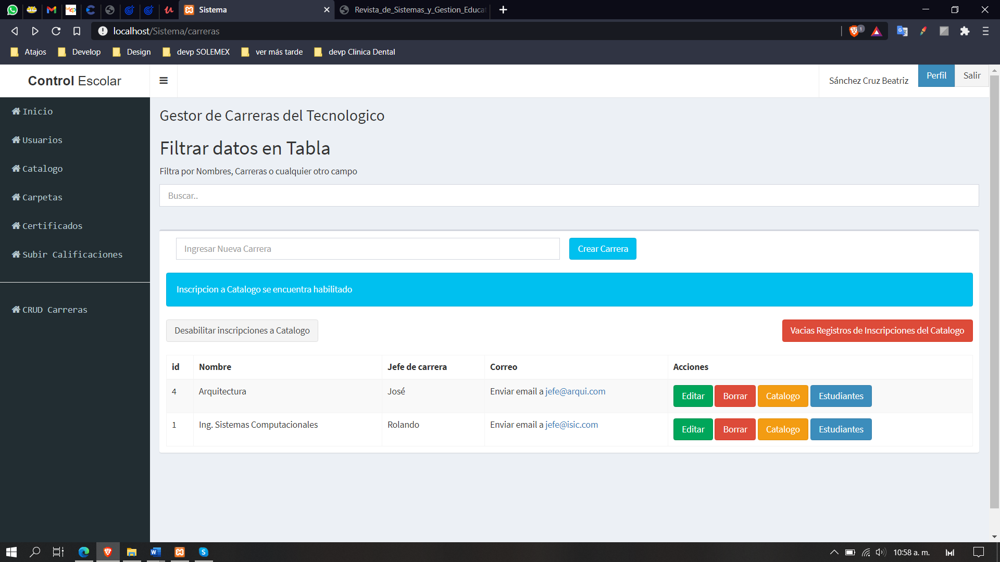 Sistema
Revista_de_Sistemas_y_Gestion_Educat
localhost/Sistema/carreras
1
Atajos
Develop
Design
devp SOLEMEX
ver más tarde
devp Clinica Dental
Control Escolar
Sánchez Cruz Beatriz
Perfil
Salir
Inicio
Usuarios
Catalogo
Carpetas
Certificados
Subir Calificaciones
CRUD Carreras
Gestor de Carreras del Tecnologico
Filtrar datos en Tabla
Filtra por Nombres, Carreras o cualquier otro campo
Buscar..
Ingresar Nueva Carrera
Crear Carrera
Inscripcion a Catalogo se encuentra habilitado
Desabilitar inscripciones a Catalogo
Vacias Registros de Inscripciones del Catalogo
id Nombre Jefe de carrera Correo Acciones
4 Arquitectura José Enviar email a jefe@arqui.com Editar Borrar Catalogo Estudiantes
1 Ing. Sistemas Computacionales Rolando Enviar email a jefe@isic.com Editar Borrar Catalogo Estudiantes
10:58 a. m.